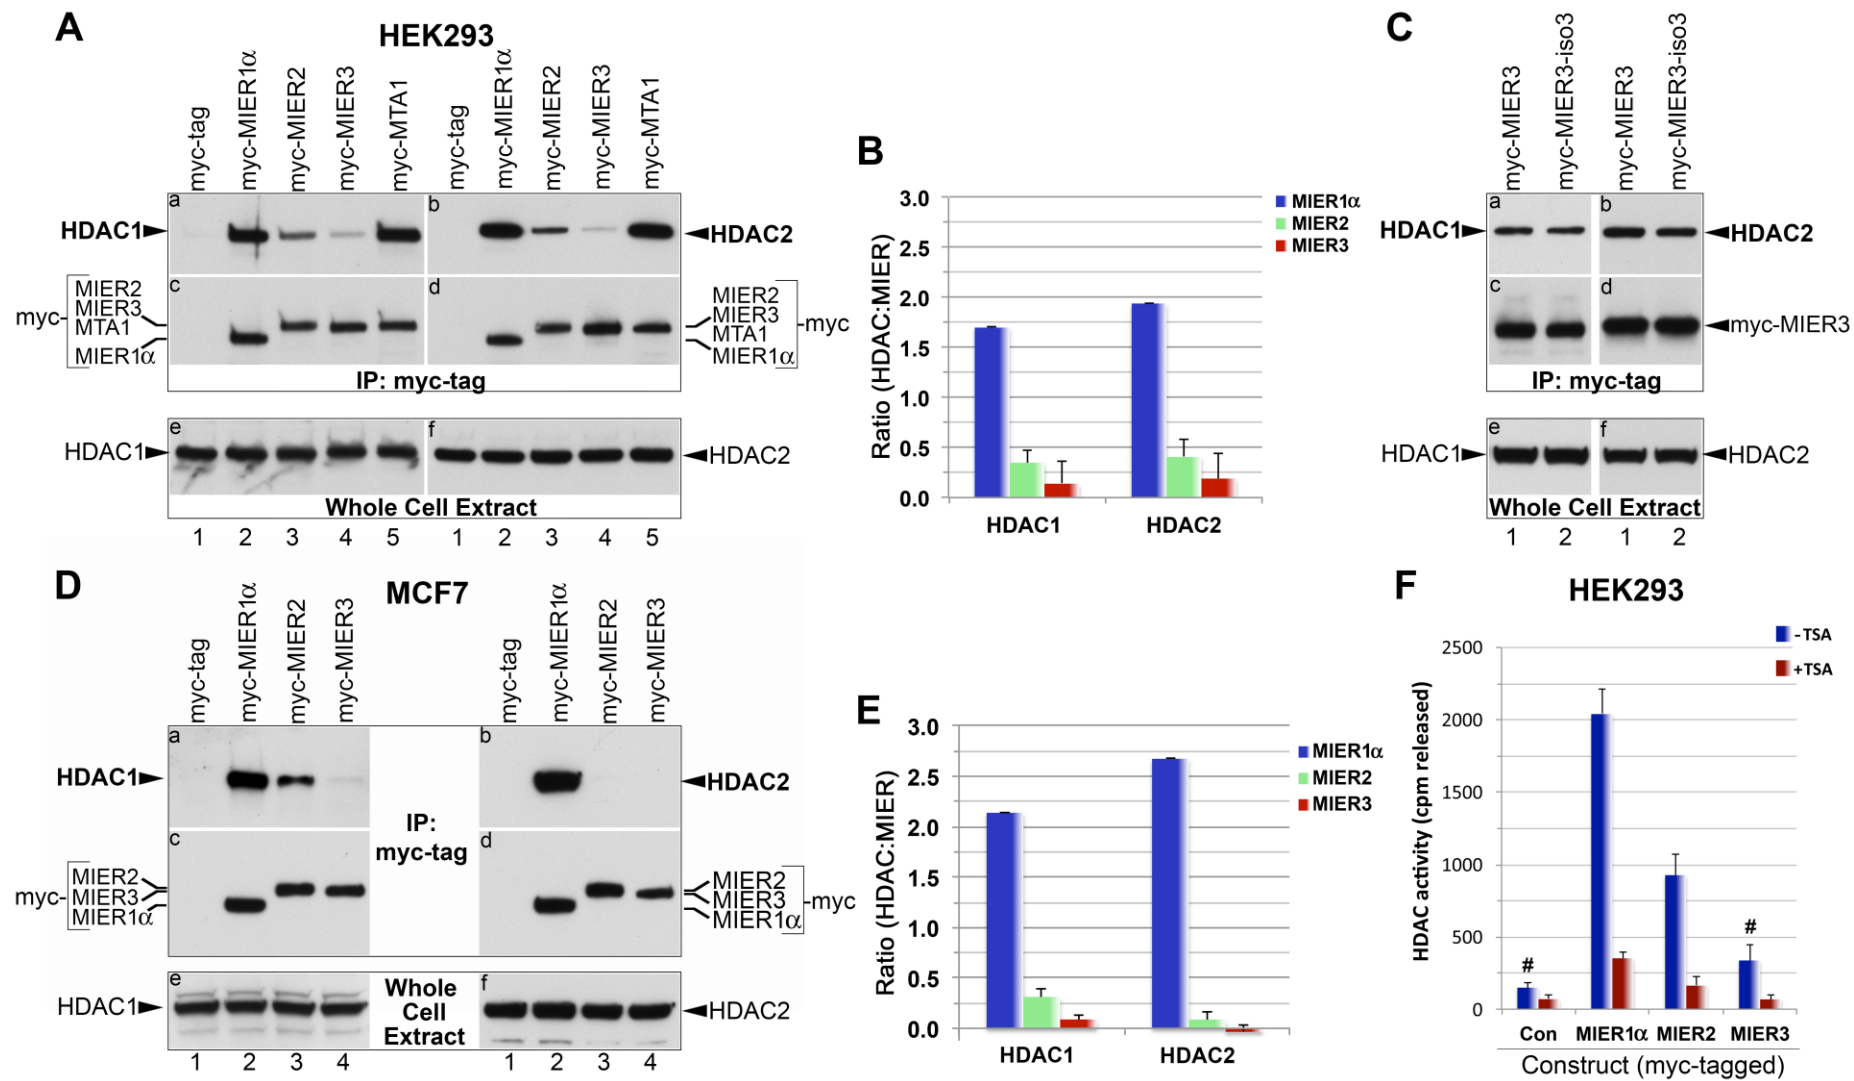 A
HEK293
myc-tag
myc-MIER1α
myc-MIER2
myc-MIER3
myc-MTA1
myc-tag
myc-MIER1α
myc-MIER2
myc-MIER3
myc-MTA1
a
b
HDAC1
HDAC2
c
d
myc
MIER2
MIER3
MTA1
MIER1α
MIER2
MIER3
MTA1
MIER1α
myc
IP: myc-tag
e
f
HDAC1
HDAC2
Whole Cell Extract
1 2 3 4 5 1 2 3 4 5
B
Ratio (HDAC:MIER)
3.0
2.5
2.0
1.5
1.0
0.5
0.0
HDAC1 HDAC2
MIER1α
MIER2
MIER3
C
myc-MIER3
myc-MIER3-iso3
myc-MIER3
myc-MIER3-iso3
a
b
HDAC1
HDAC2
c
d
myc-MIER3
IP: myc-tag
e
f
HDAC1
HDAC2
Whole Cell Extract
1 2 1 2
D
MCF7
myc-tag
myc-MIER1α
myc-MIER2
myc-MIER3
myc-tag
myc-MIER1α
myc-MIER2
myc-MIER3
a
b
HDAC1
HDAC2
IP:
myc-tag
c
d
myc-
MIER2
MIER3
MIER1α
MIER2
MIER3
MIER1α
-myc
e
f
HDAC1
HDAC2
Whole
Cell
Extract
1 2 3 4 1 2 3 4
E
Ratio (HDAC:MIER)
3.0
2.5
2.0
1.5
1.0
0.5
0.0
HDAC1 HDAC2
MIER1α
MIER2
MIER3
F
HEK293
-TSA
+TSA
HDAC activity (cpm released)
2500
2000
1500
1000
500
0
#
#
Con MIER1α MIER2 MIER3
Construct (myc-tagged)